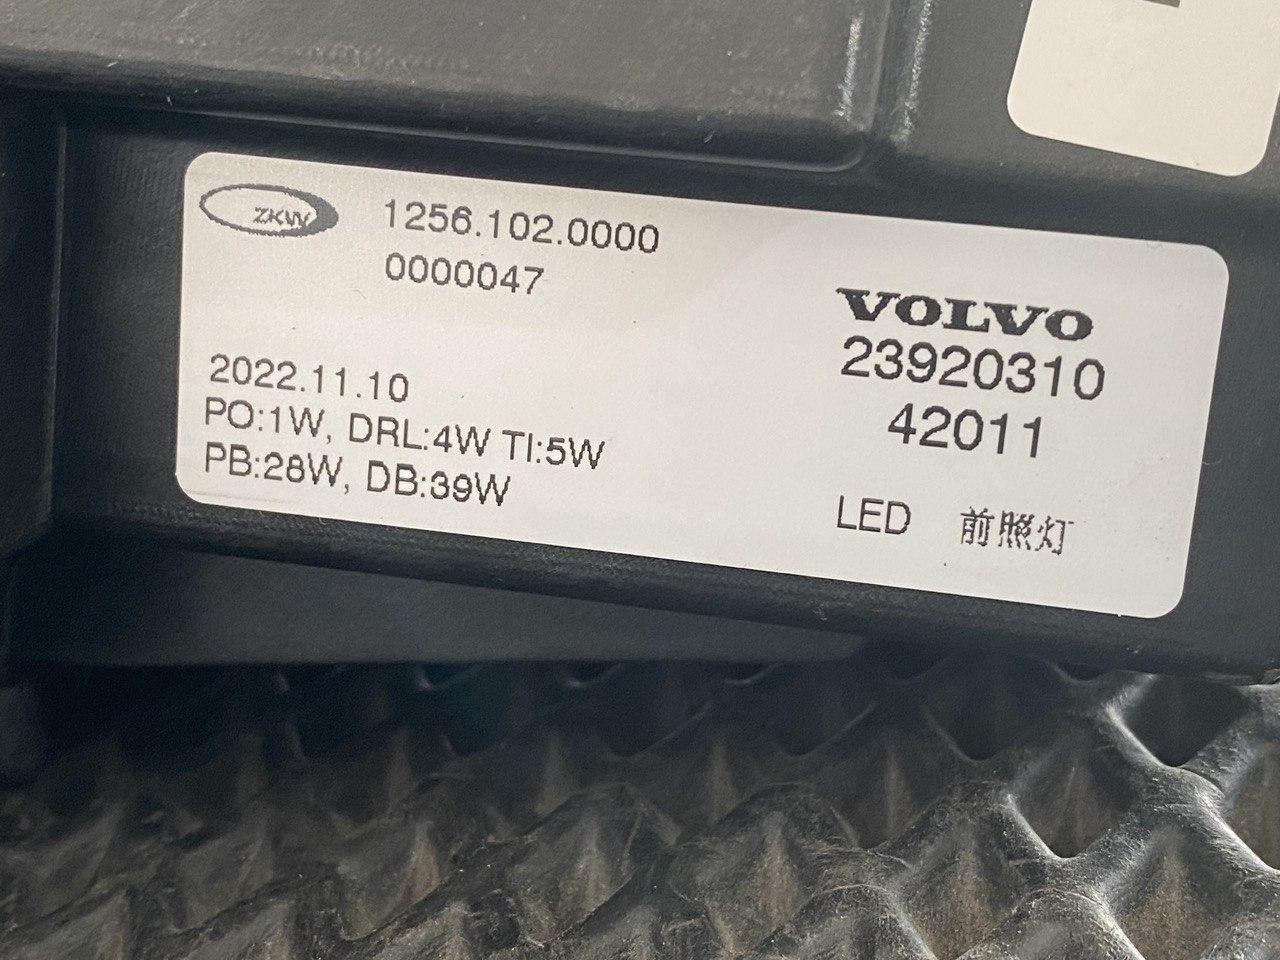 ZKW
1256.102.0000
0000047
2022.11.10
PO:1W, DRL:4W TI:5W
PB:28W, DB:39W
VOLVO
23920310
42011
LED 前照灯